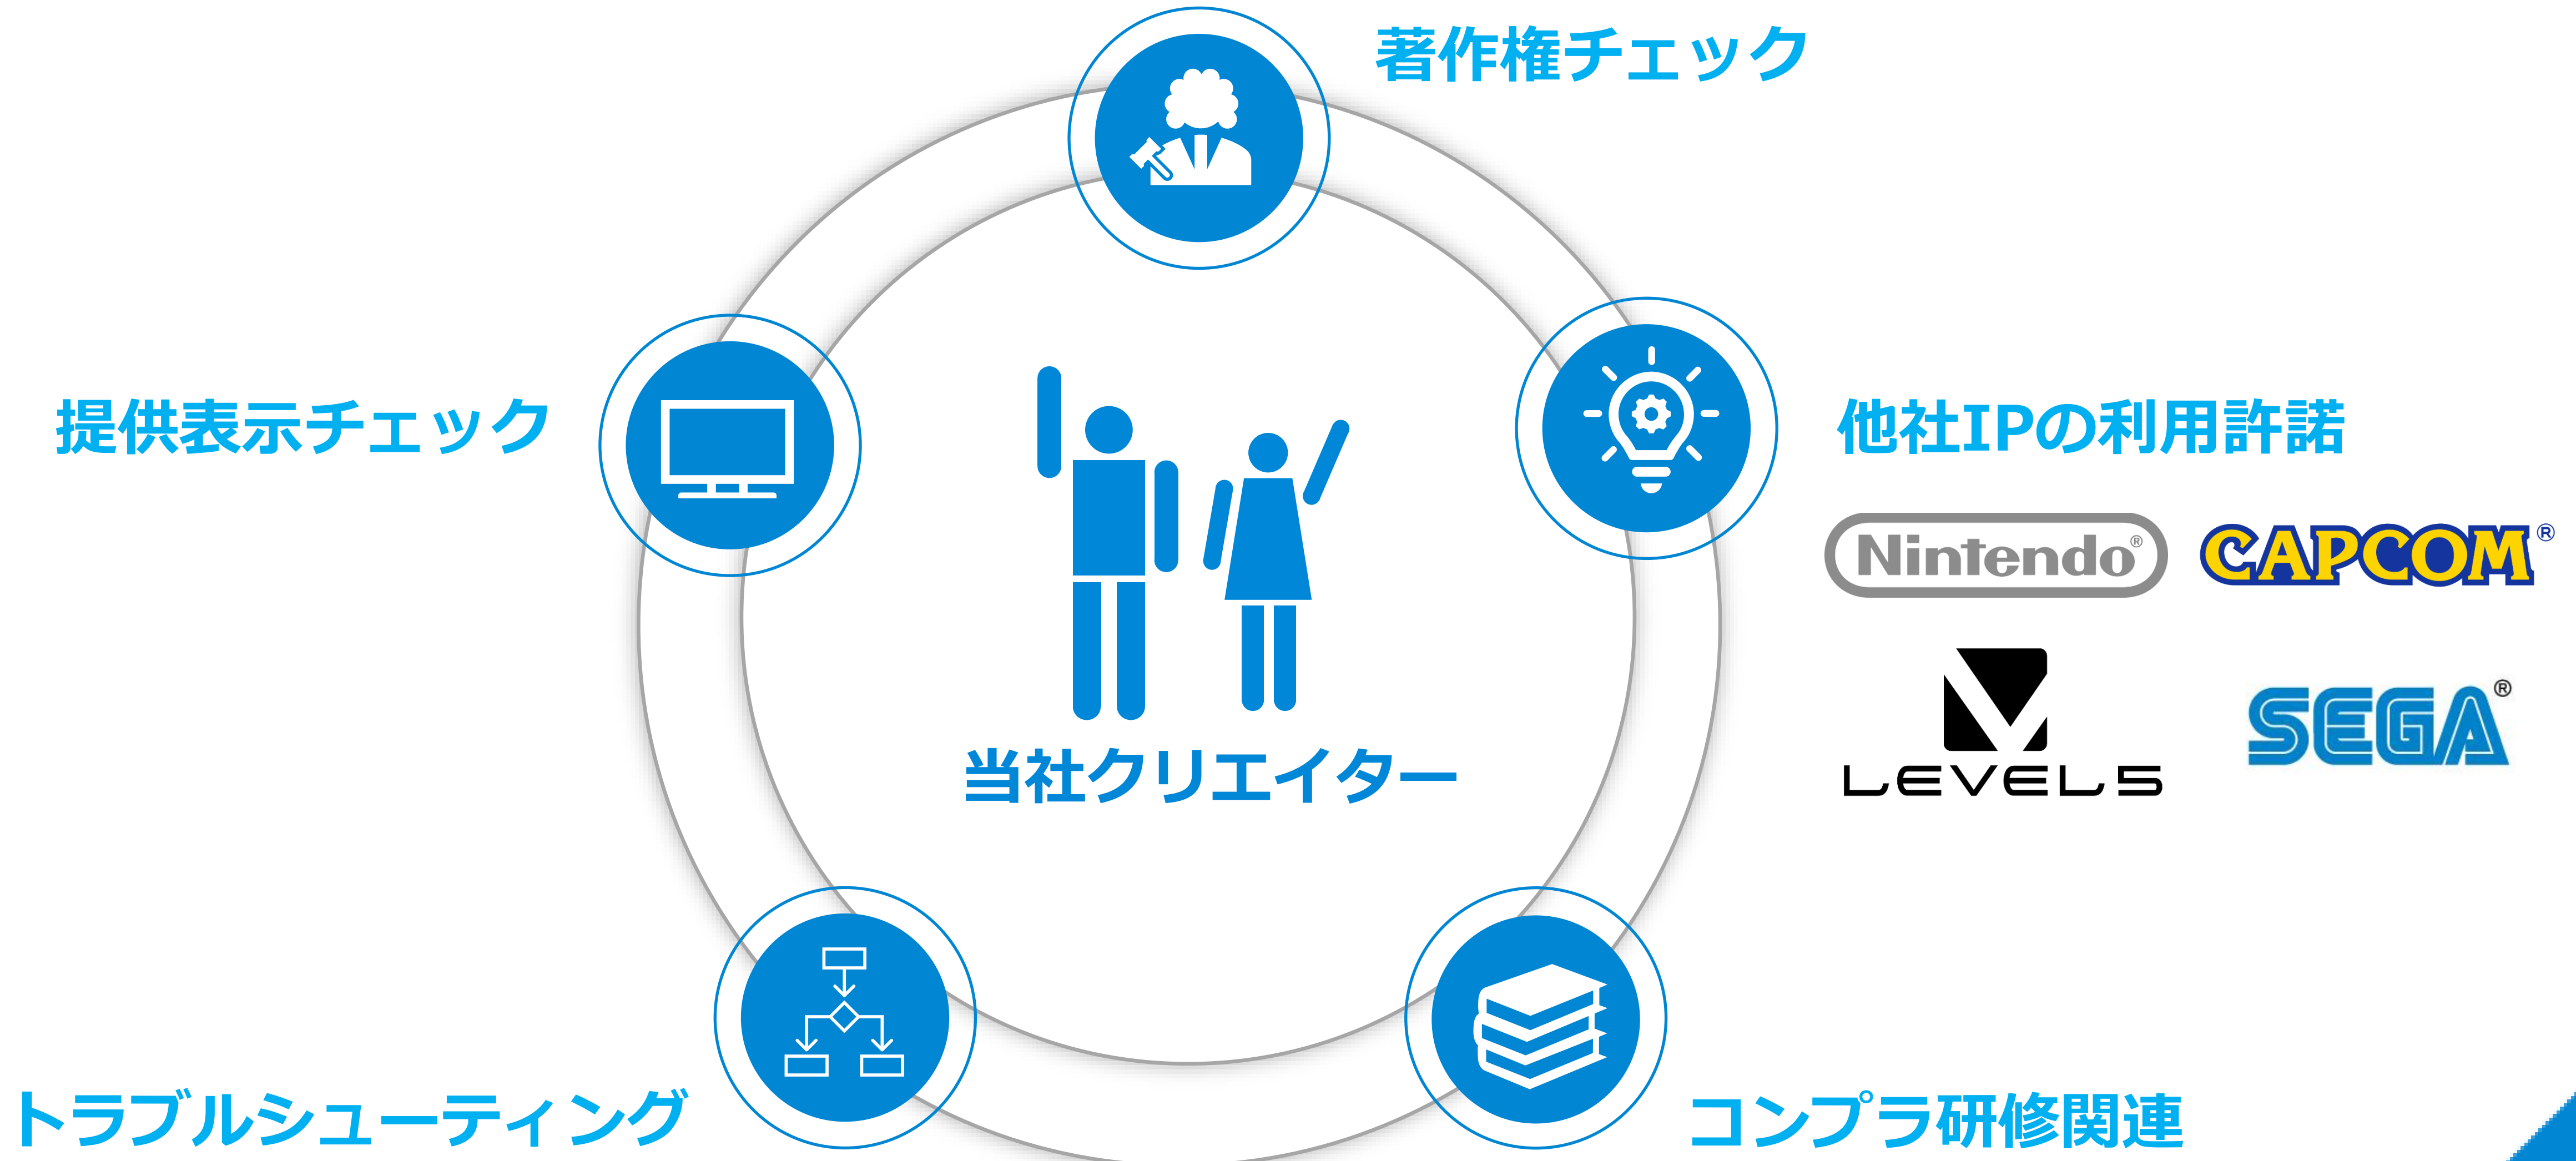 著作権チェック
提供表示チェック
他社IPの利用許諾
Nintendo®
CAPCOM®
LEVEL5
SEGA®
当社クリエイター
トラブルシューティング
コンプラ研修関連